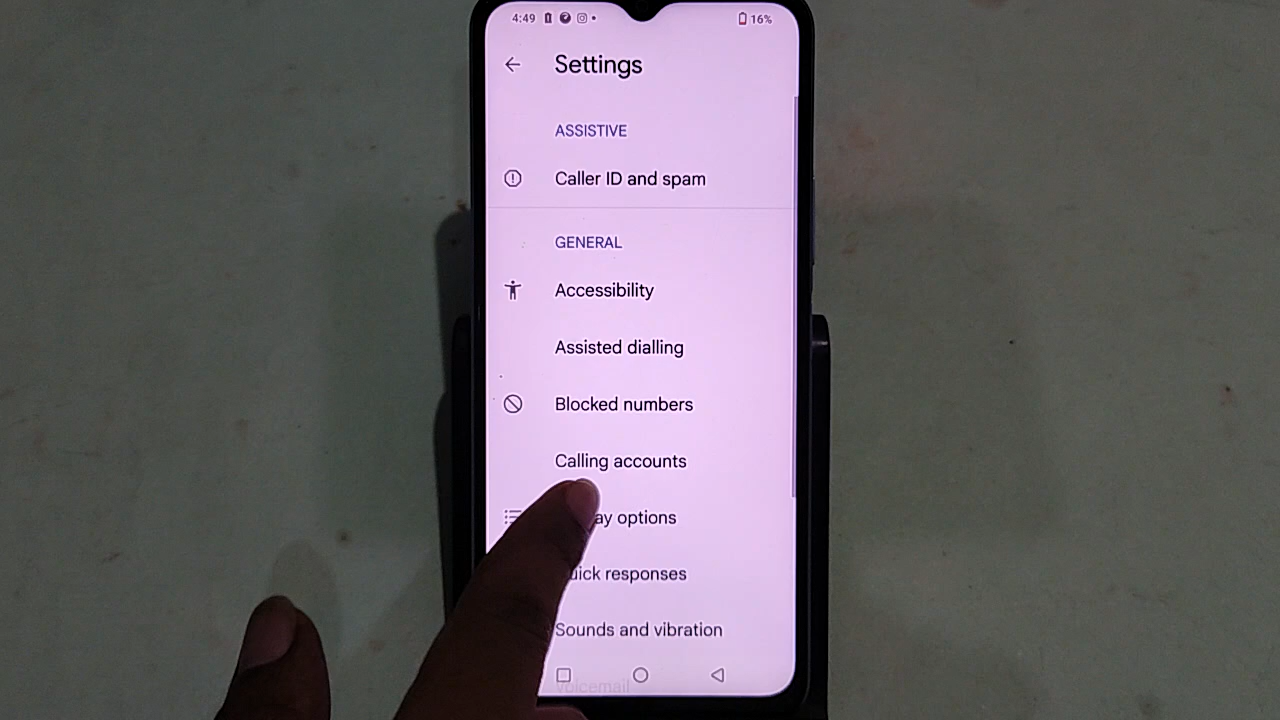 4:49 16%
Settings
ASSISTIVE
Caller ID and spam
GENERAL
Accessibility
Assisted dialling
Blocked numbers
Calling accounts
ay options
uick responses
Sounds and vibration
Voicemail